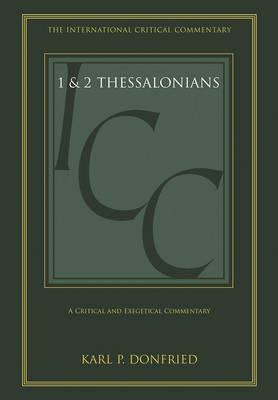 THE INTERNATIONAL CRITICAL COMMENTARY
1 & 2 THESSALONIANS
ICC
A CRITICAL AND EXEGETICAL COMMENTARY
KARL P. DONFRIED